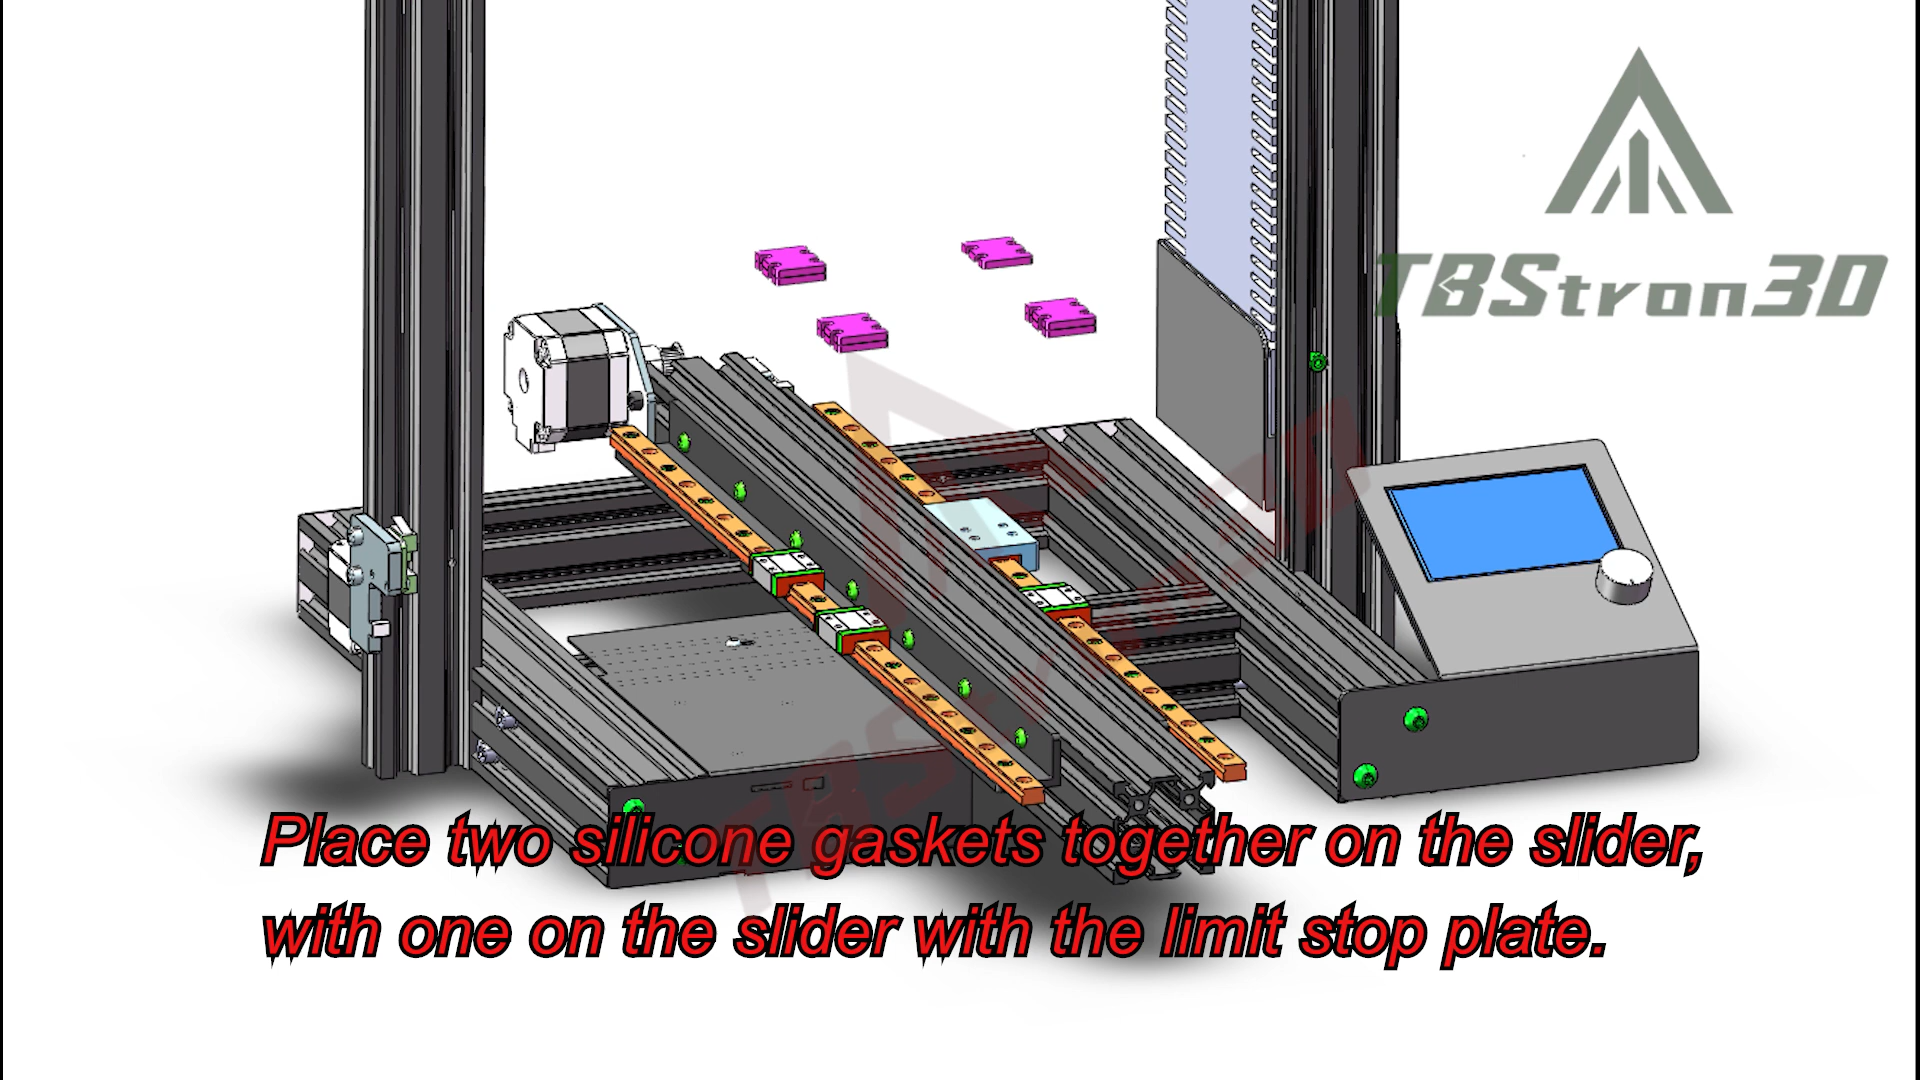 TBStron3D
TBStron3D
Place two silicone gaskets together on the slider,
with one on the slider with the limit stop plate.